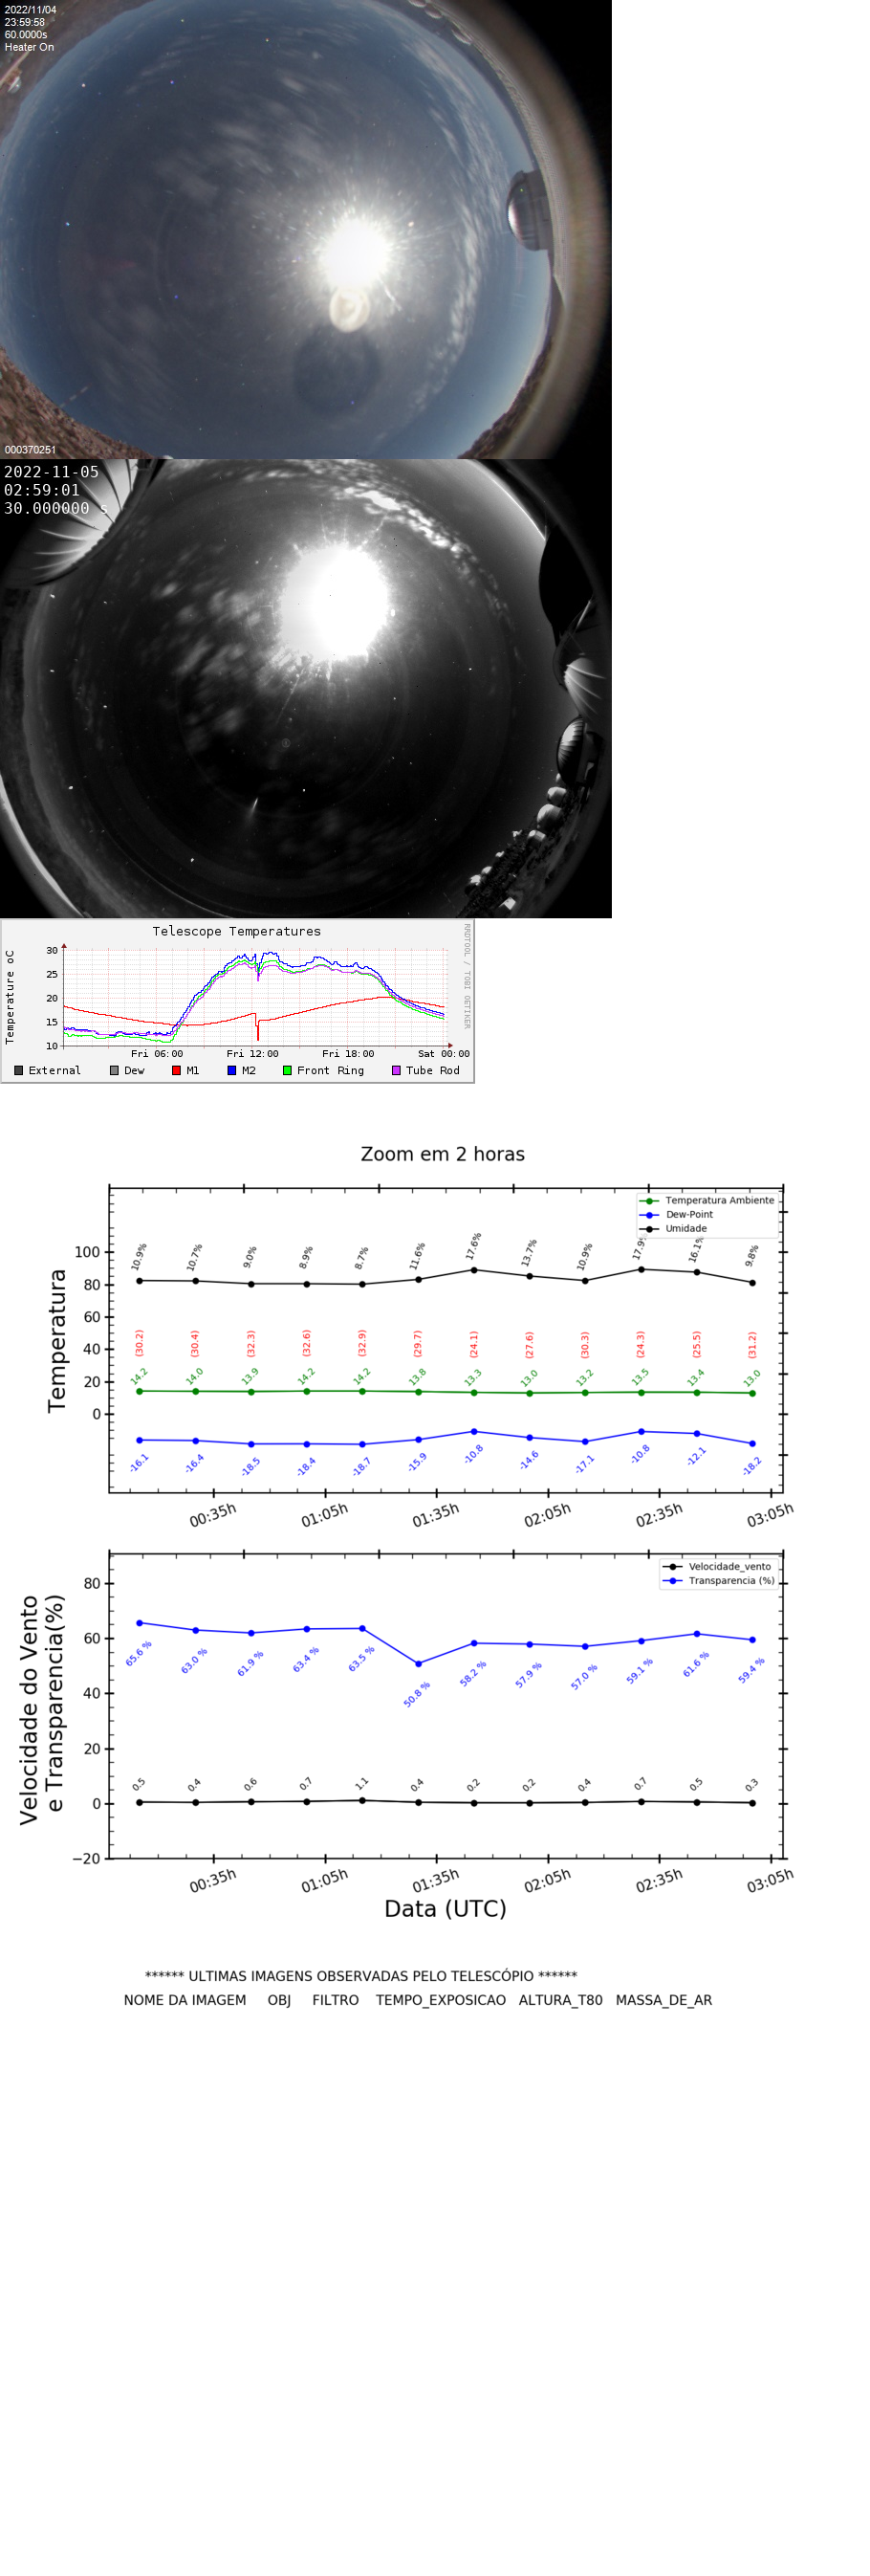 2022/11/04
23:59:58
60.0000s
Heater On
000370251
2022-11-05
02:59:01
30.000000 s
Telescope Temperatures
RRDTOOL / TOBI OETIKER
Temperature oC
30
25
20
15
10
Fri 06:00 Fri 12:00 Fri 18:00 Sat 00:00
External Dew M1 M2 Front Ring Tube Rod
Zoom em 2 horas
Temperatura Ambiente
Dew-Point
Umidade
Temperatura
100
80
60
40
20
0
10.9% 10.7% 9.0% 8.9% 8.7% 11.6% 17.6% 13.7% 10.9% 17.9% 16.1% 9.8%
(30.2) (30.4) (32.3) (32.6) (32.9) (29.7) (24.1) (27.6) (30.3) (24.3) (25.5) (31.2)
14.2 14.0 13.9 14.2 14.2 13.8 13.3 13.0 13.2 13.5 13.4 13.0
-16.1 -16.4 -18.5 -18.4 -18.7 -15.9 -10.8 -14.6 -17.1 -10.8 -12.1 -18.2
00:35h 01:05h 01:35h 02:05h 02:35h 03:05h
Velocidade_vento
Transparencia (%)
Velocidade do Vento
e Transparencia(%)
80
60
40
20
0
−20
65.6 % 63.0 % 61.9 % 63.4 % 63.5 % 50.8 % 58.2 % 57.9 % 57.0 % 59.1 % 61.6 % 59.4 %
0.5 0.4 0.6 0.7 1.1 0.4 0.2 0.2 0.4 0.7 0.5 0.3
00:35h 01:05h 01:35h 02:05h 02:35h 03:05h
Data (UTC)
****** ULTIMAS IMAGENS OBSERVADAS PELO TELESCÓPIO ******
NOME DA IMAGEM OBJ FILTRO TEMPO_EXPOSICAO ALTURA_T80 MASSA_DE_AR